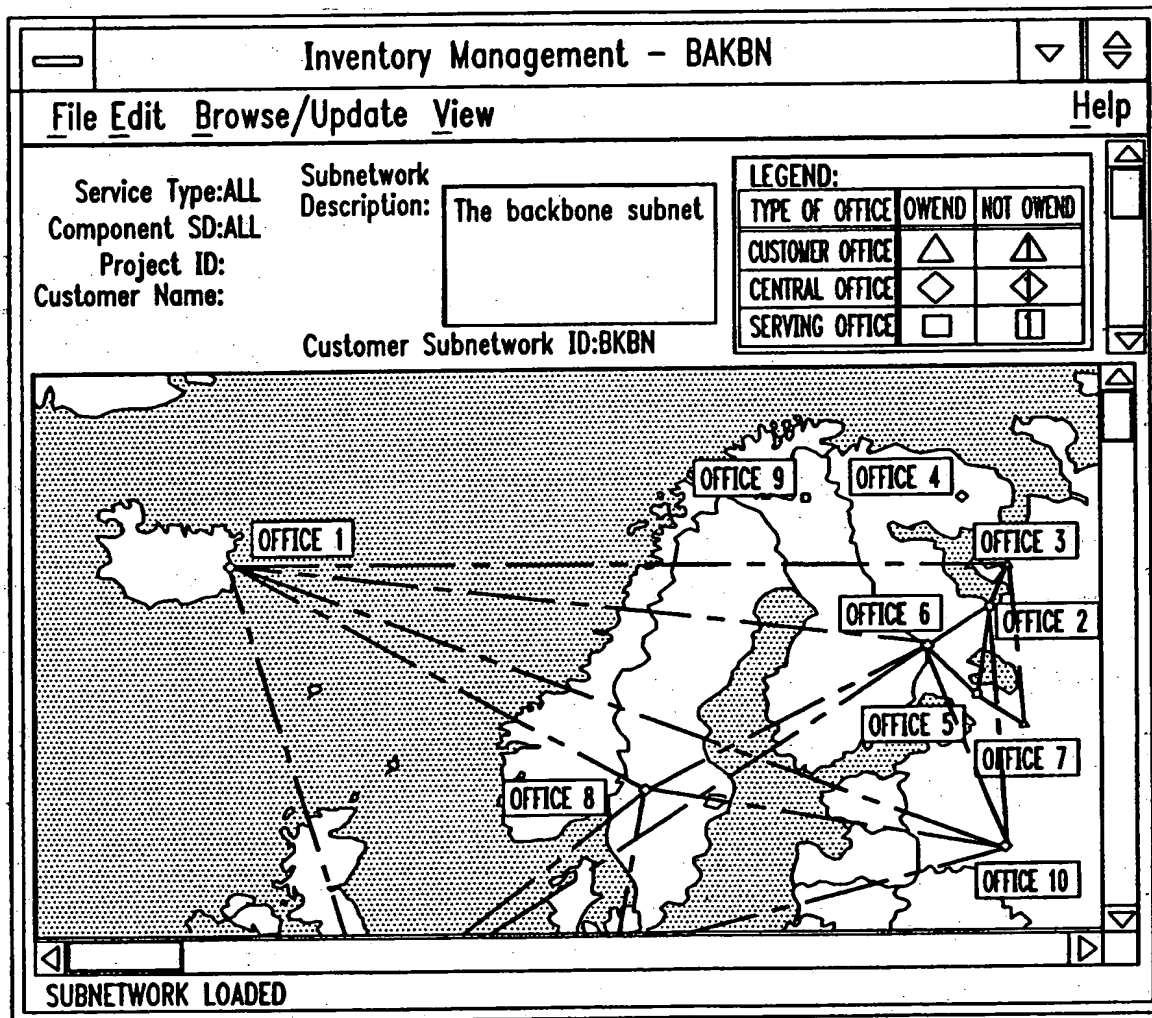 Inventory Management - BAKBN
File Edit Browse/Update View Help
Service Type:ALL
Component SD:ALL
Project ID:
Customer Name:
Subnetwork
Description:
The backbone subnet
Customer Subnetwork ID:BKBN
LEGEND:
TYPE OF OFFICE OWEND NOT OWEND
CUSTOMER OFFICE
CENTRAL OFFICE
SERVING OFFICE 1
OFFICE 9
OFFICE 4
OFFICE 1
OFFICE 3
OFFICE 6
OFFICE 2
OFFICE 5
OFFICE 7
OFFICE 8
OFFICE 10
SUBNETWORK LOADED